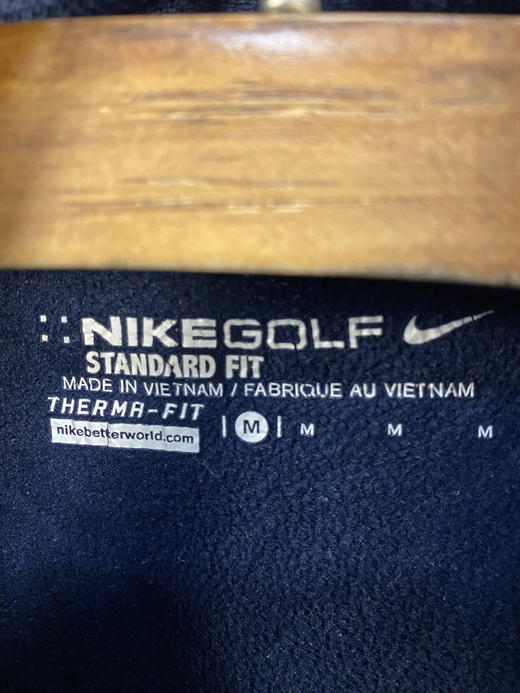 NIKEGOLF
STANDARD FIT
MADE IN VIETNAM / FABRIQUE AU VIETNAM
THERMA-FIT
nikebetterworld.com | M | M M M